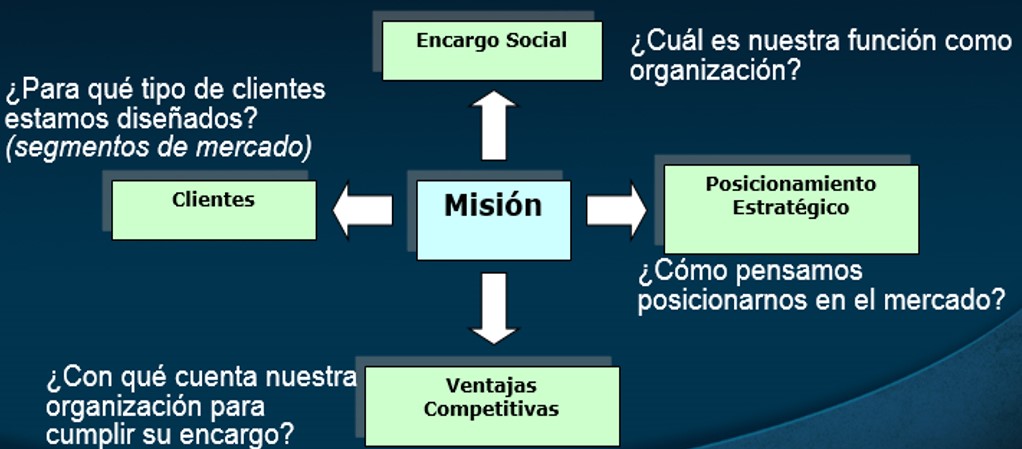 Encargo Social
¿Cuál es nuestra función como
organización?
¿Para qué tipo de clientes
estamos diseñados?
(segmentos de mercado)
Clientes
Misión
Posicionamiento
Estratégico
¿Cómo pensamos
posicionarnos en el mercado?
¿Con qué cuenta nuestra
organización para
cumplir su encargo?
Ventajas
Competitivas